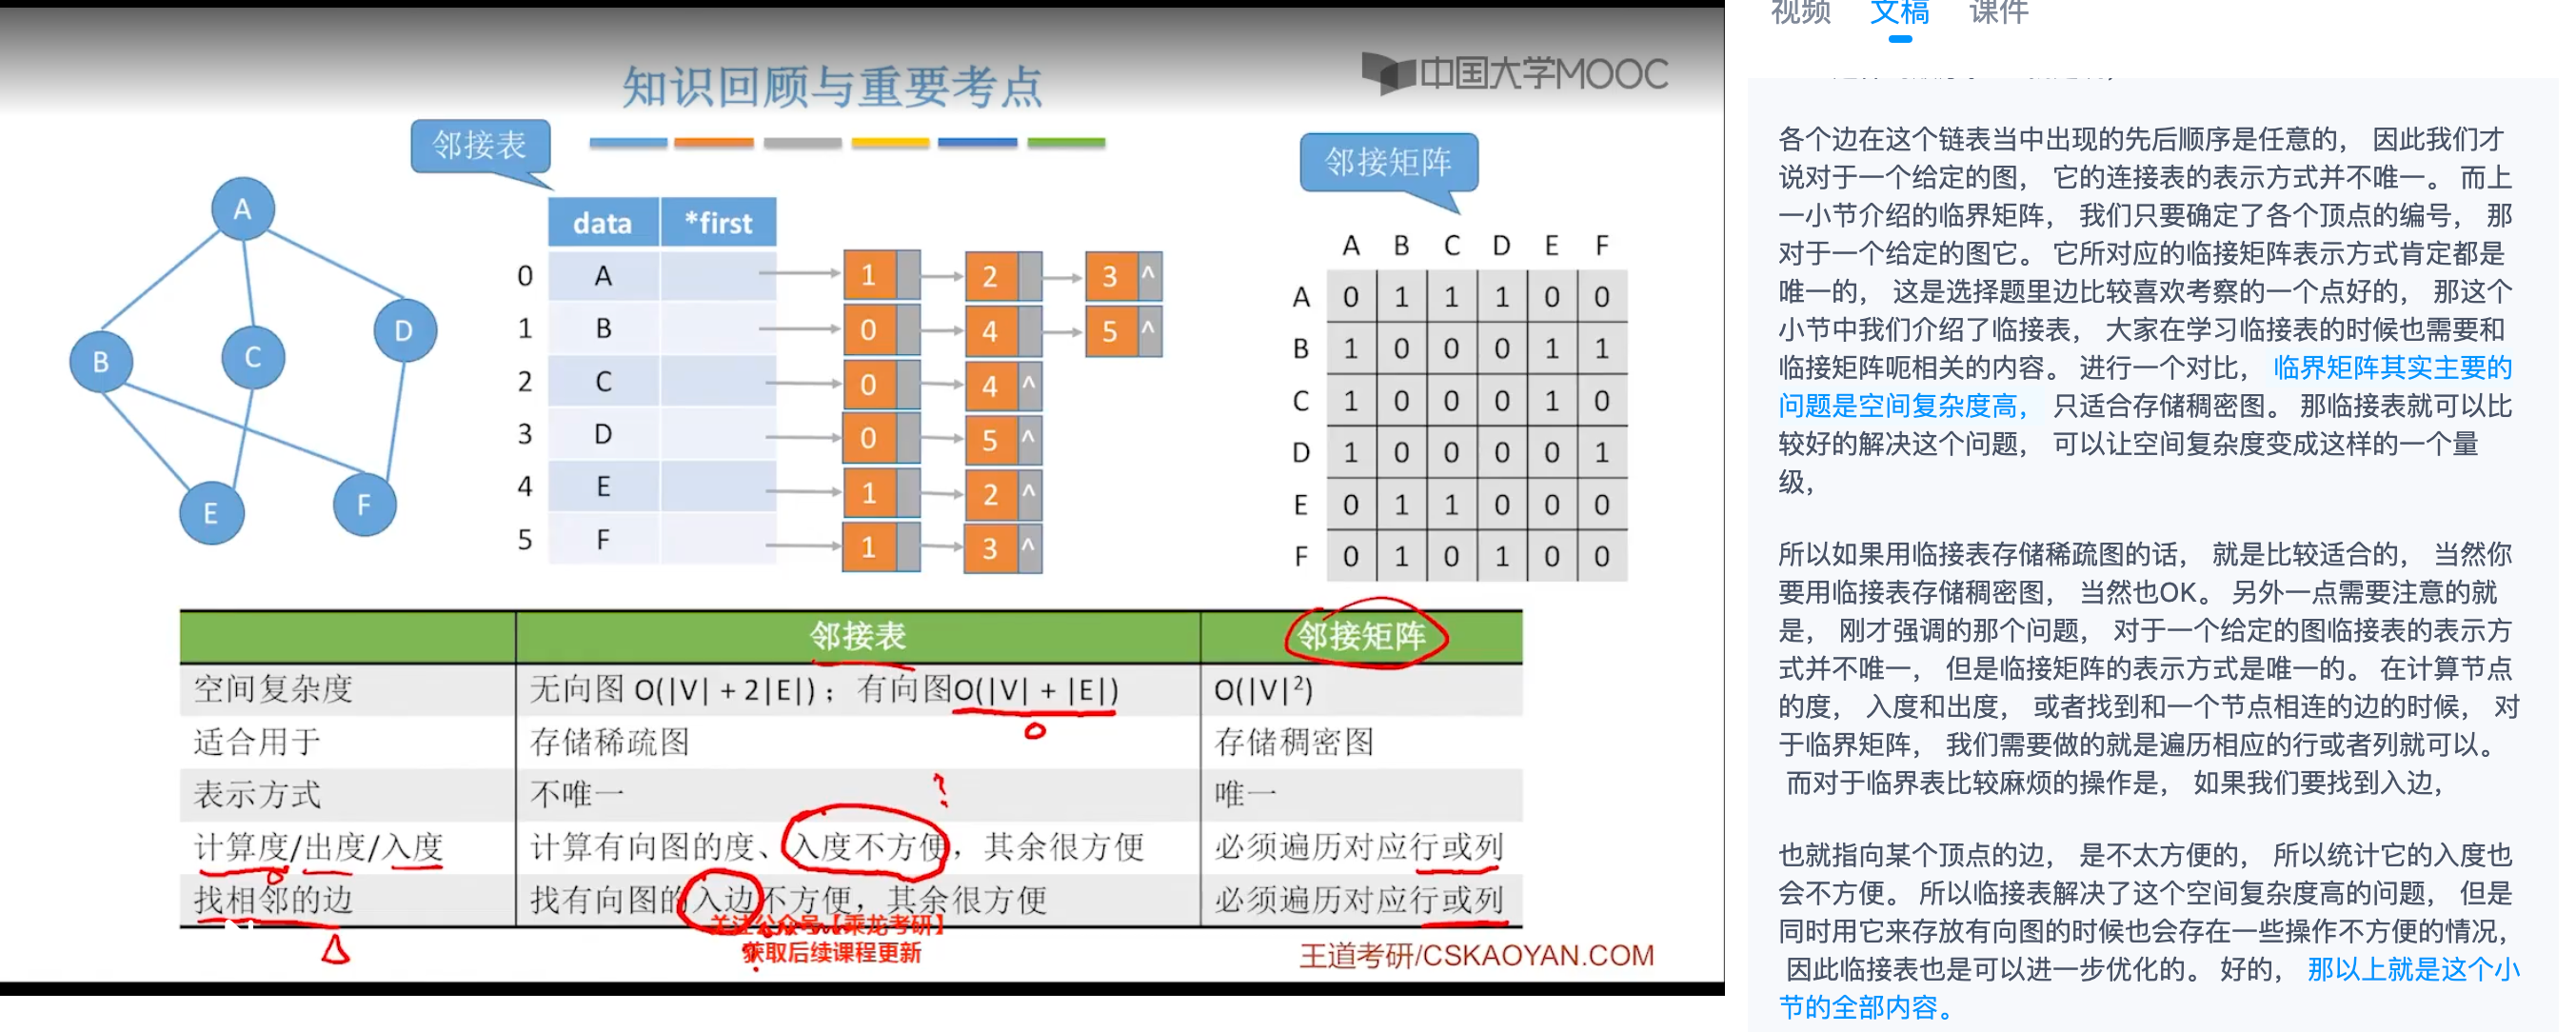 知识回顾与重要考点
中国大学MOOC
邻接表
邻接矩阵
A
B
C
D
E
F
data *first
0 A 1 2 3 ^
1 B 0 4 5 ^
2 C 0 4 ^
3 D 0 5 ^
4 E 1 2 ^
5 F 1 3 ^
A B C D E F
A 0 1 1 1 0 0
B 1 0 0 0 1 1
C 1 0 0 0 1 0
D 1 0 0 0 0 1
E 0 1 1 0 0 0
F 0 1 0 1 0 0
邻接表 邻接矩阵
空间复杂度 无向图 O(|V| + 2|E|)；有向图O(|V| + |E|) O(|V|²)
适合用于 存储稀疏图 存储稠密图
表示方式 不唯一 唯一
?
计算度/出度/入度 计算有向图的度、入度不方便，其余很方便 必须遍历对应行或列
找相邻的边 找有向图的入边不方便，其余很方便 必须遍历对应行或列
关注公众号【乘龙考研】
获取后续课程更新
王道考研/CSKAOYAN.COM
视频 文稿 课件
各个边在这个链表当中出现的先后顺序是任意的， 因此我们才
说对于一个给定的图， 它的连接表的表示方式并不唯一。 而上
一小节介绍的临界矩阵， 我们只要确定了各个顶点的编号， 那
对于一个给定的图它。 它所对应的临接矩阵表示方式肯定都是
唯一的， 这是选择题里边比较喜欢考察的一个点好的， 那这个
小节中我们介绍了临接表， 大家在学习临接表的时候也需要和
临接矩阵呃相关的内容。 进行一个对比， 临界矩阵其实主要的
问题是空间复杂度高， 只适合存储稠密图。 那临接表就可以比
较好的解决这个问题， 可以让空间复杂度变成这样的一个量
级，
所以如果用临接表存储稀疏图的话， 就是比较适合的， 当然你
要用临接表存储稠密图， 当然也OK。 另外一点需要注意的就
是， 刚才强调的那个问题， 对于一个给定的图临接表的表示方
式并不唯一， 但是临接矩阵的表示方式是唯一的。 在计算节点
的度， 入度和出度， 或者找到和一个节点相连的边的时候， 对
于临界矩阵， 我们需要做的就是遍历相应的行或者列就可以。
而对于临界表比较麻烦的操作是， 如果我们要找到入边，
也就指向某个顶点的边， 是不太方便的， 所以统计它的入度也
会不方便。 所以临接表解决了这个空间复杂度高的问题， 但是
同时用它来存放有向图的时候也会存在一些操作不方便的情况，
因此临接表也是可以进一步优化的。 好的， 那以上就是这个小
节的全部内容。